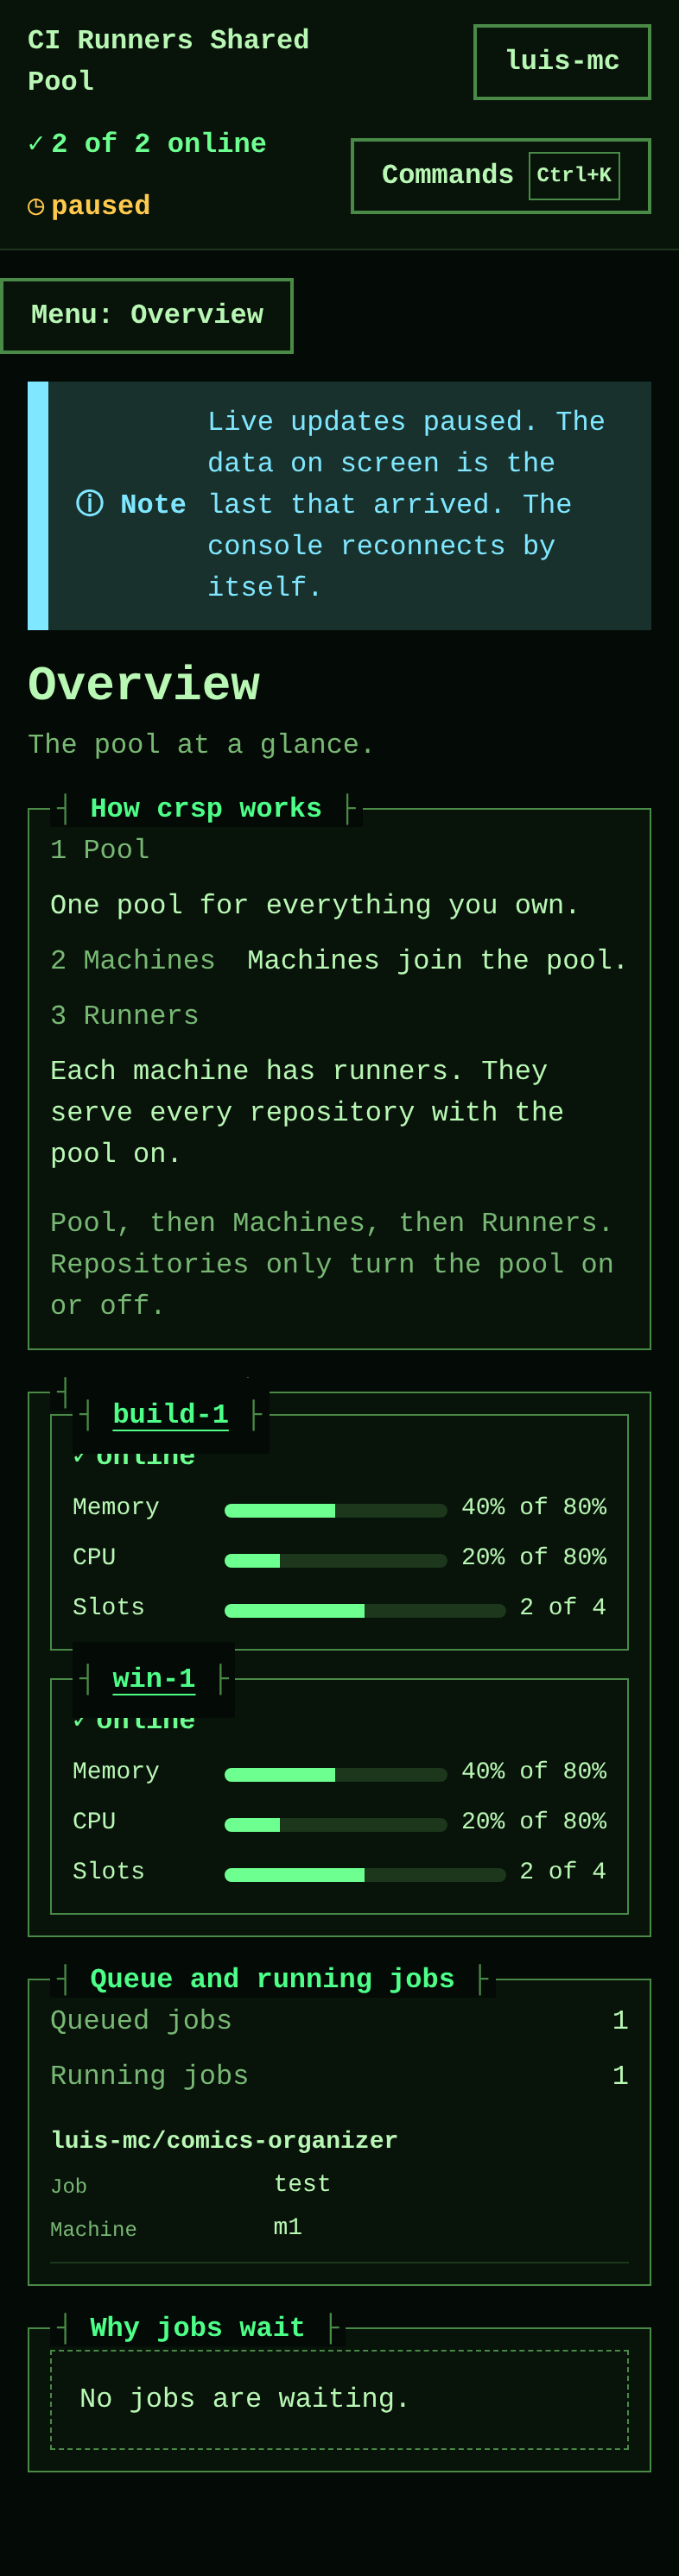 CI Runners Shared
Pool
luis-mc
✓ 2 of 2 online
Commands Ctrl+K
paused
Menu: Overview
Note
Live updates paused. The
data on screen is the
last that arrived. The
console reconnects by
itself.
Overview
The pool at a glance.
How crsp works
1 Pool
One pool for everything you own.
2 Machines Machines join the pool.
3 Runners
Each machine has runners. They
serve every repository with the
pool on.
Pool, then Machines, then Runners.
Repositories only turn the pool on
or off.
build-1
✓ online
Memory 40% of 80%
CPU 20% of 80%
Slots 2 of 4
win-1
✓ online
Memory 40% of 80%
CPU 20% of 80%
Slots 2 of 4
Queue and running jobs
Queued jobs 1
Running jobs 1
luis-mc/comics-organizer
Job test
Machine m1
Why jobs wait
No jobs are waiting.